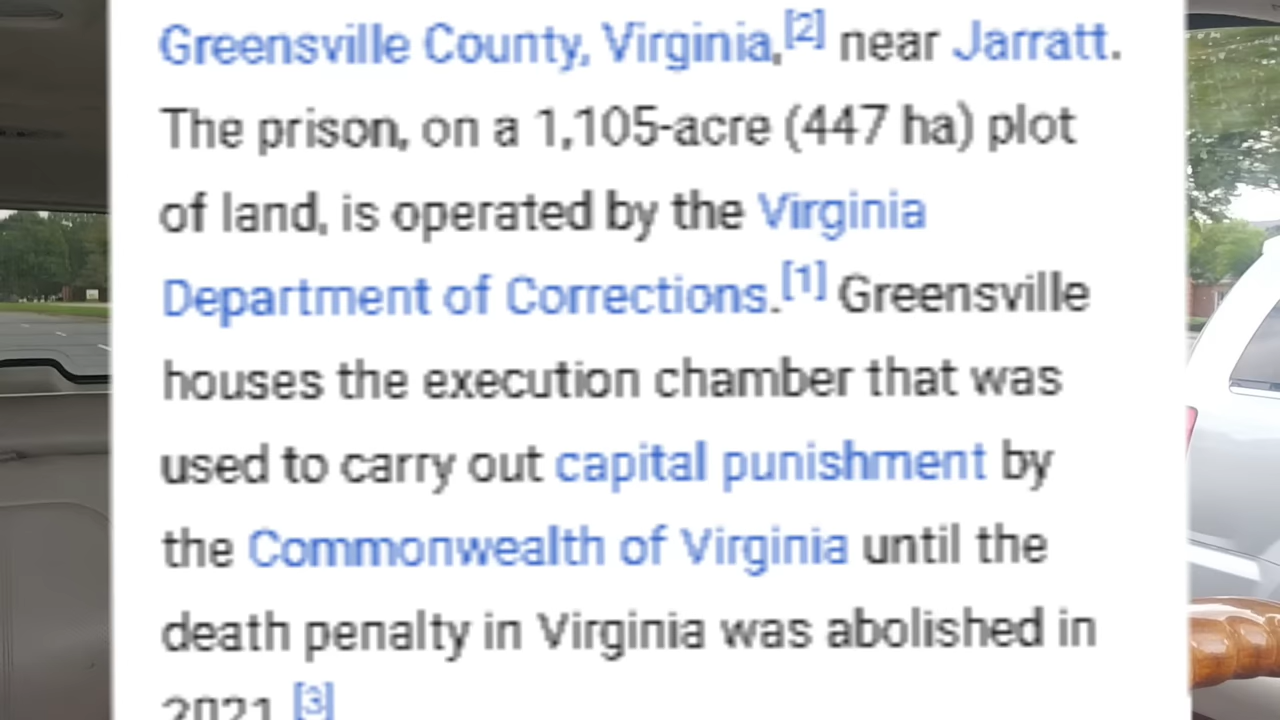 Greensville County, Virginia,[2] near Jarratt.
The prison, on a 1,105-acre (447 ha) plot
of land, is operated by the Virginia
Department of Corrections.[1] Greensville
houses the execution chamber that was
used to carry out capital punishment by
the Commonwealth of Virginia until the
death penalty in Virginia was abolished in
2021.[3]